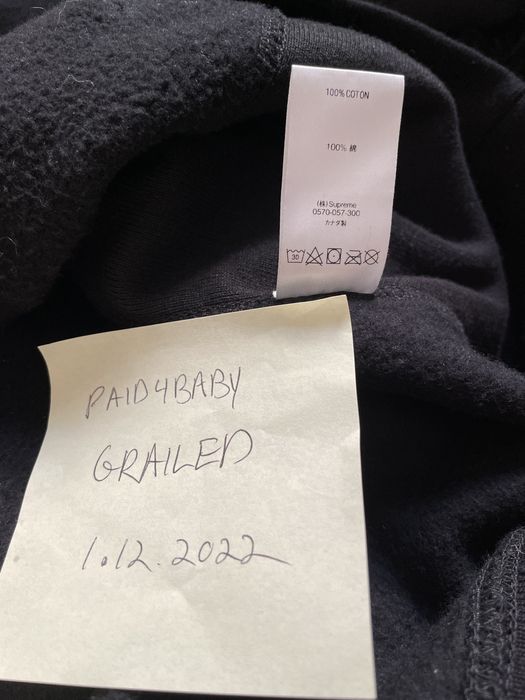 100% COTON
100% 綿
(株) Supreme
0570-057-300
カナダ製
30
PAID4BABY
GRAILED
1.12.2022